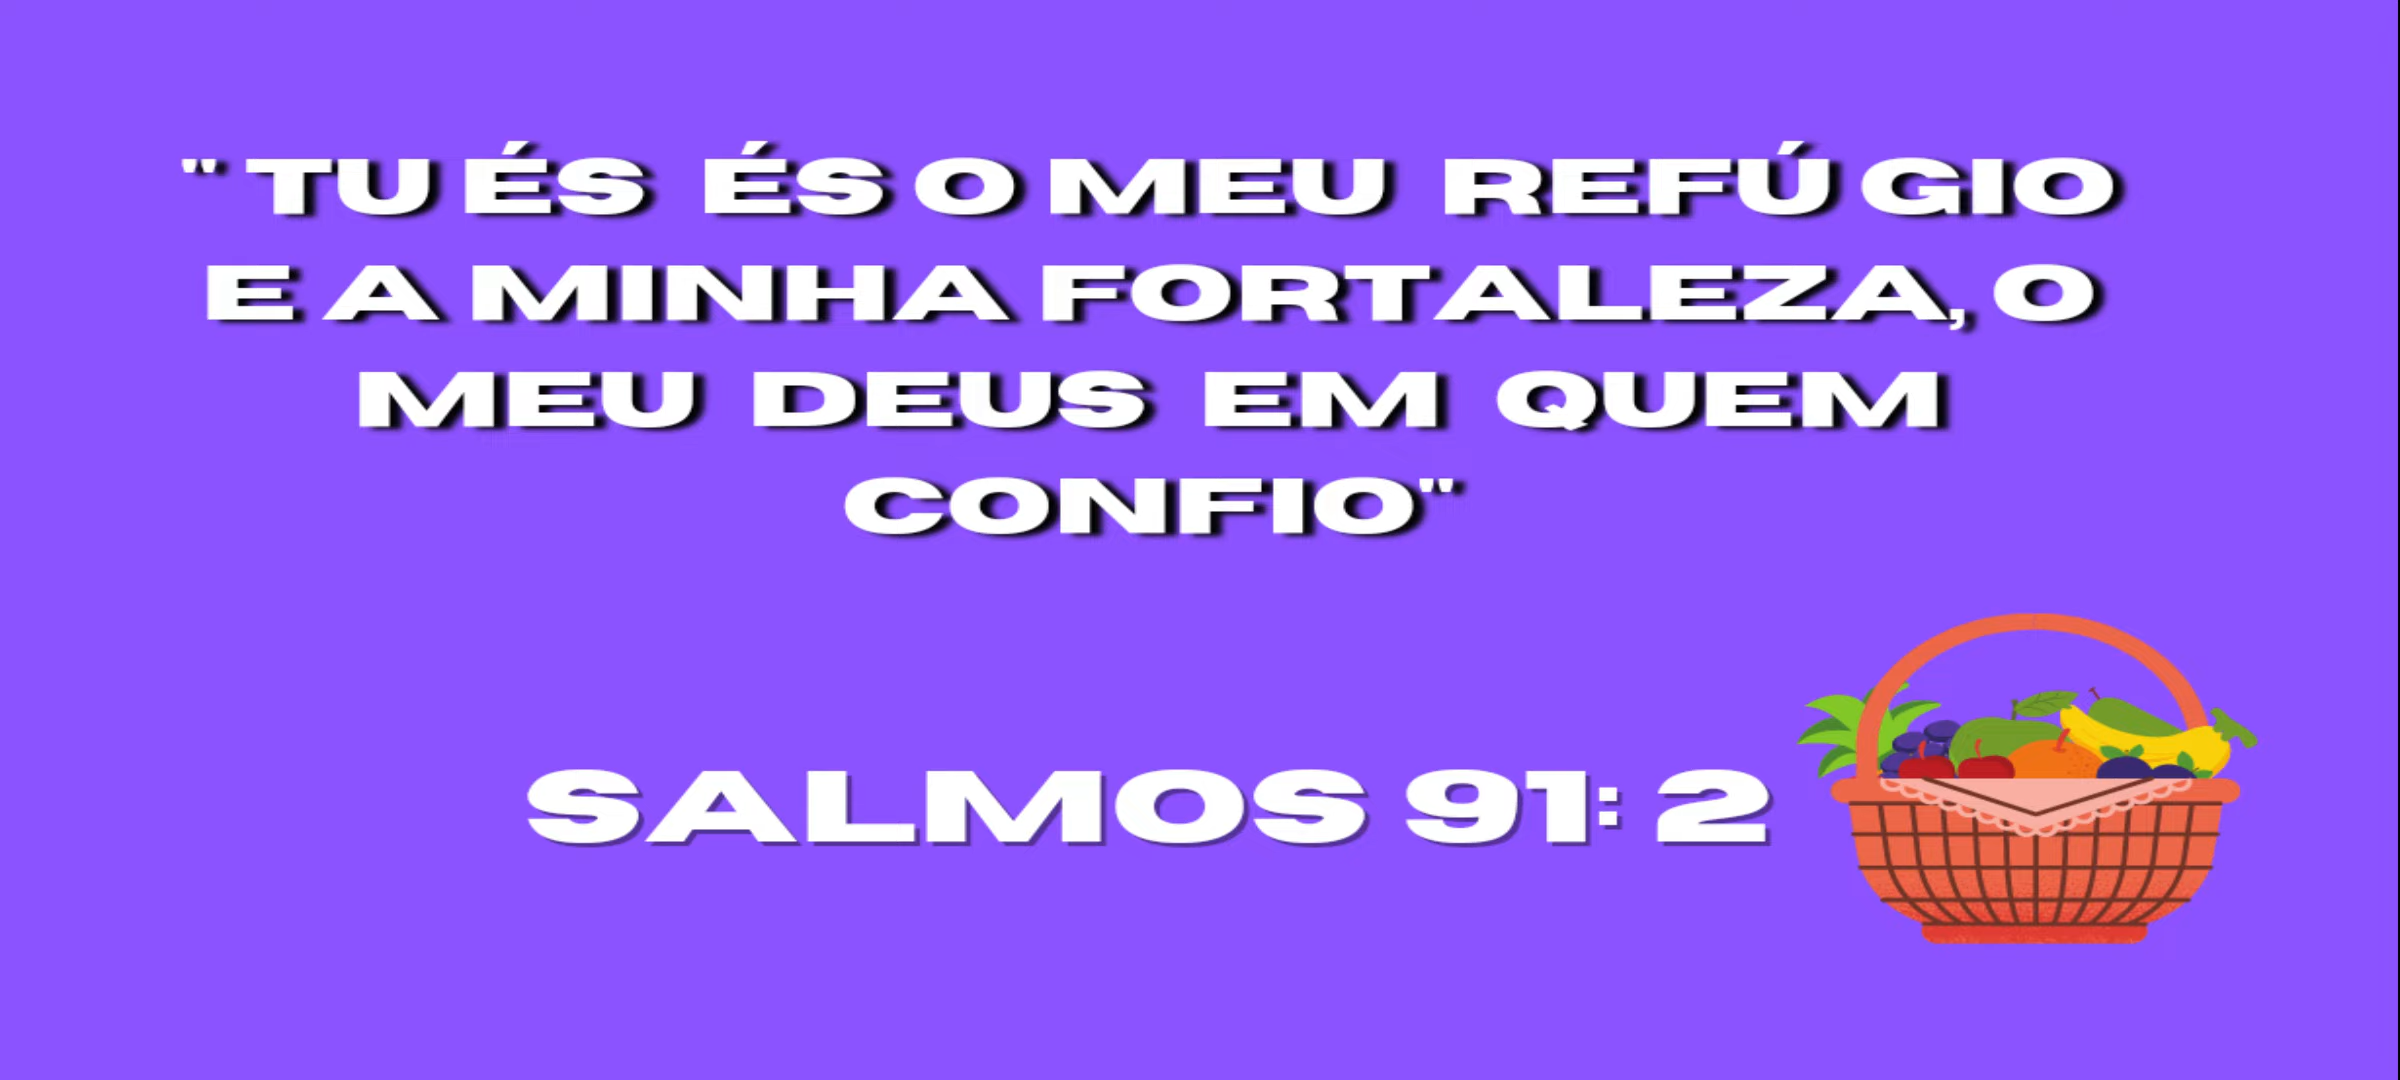 " TU ÉS ÉS O MEU REFÚGIO
E A MINHA FORTALEZA, O
MEU DEUS EM QUEM
CONFIO"
SALMOS 91: 2